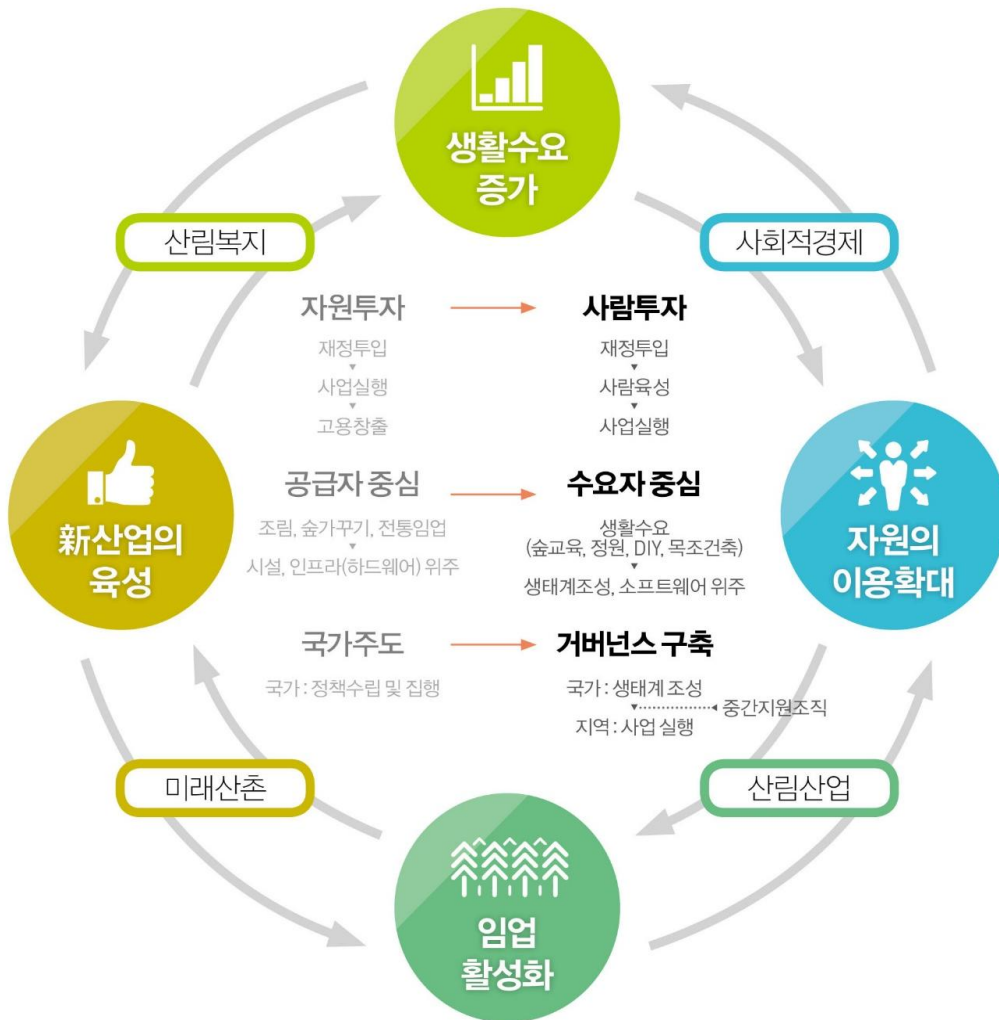 생활수요
증가
산림복지
사회적경제
자원투자
사람투자
재정투입
사업실행
고용창출
재정투입
사람육성
사업실행
新산업의
육성
자원의
이용확대
공급자 중심
수요자 중심
조림, 숲가꾸기, 전통임업
시설, 인프라(하드웨어) 위주
생활수요
(숲교육, 정원, DIY, 목조건축)
생태계조성, 소프트웨어 위주
국가주도
거버넌스 구축
국가 : 정책수립 및 집행
국가 : 생태계 조성
중간지원조직
지역 : 사업 실행
미래산촌
산림산업
임업
활성화